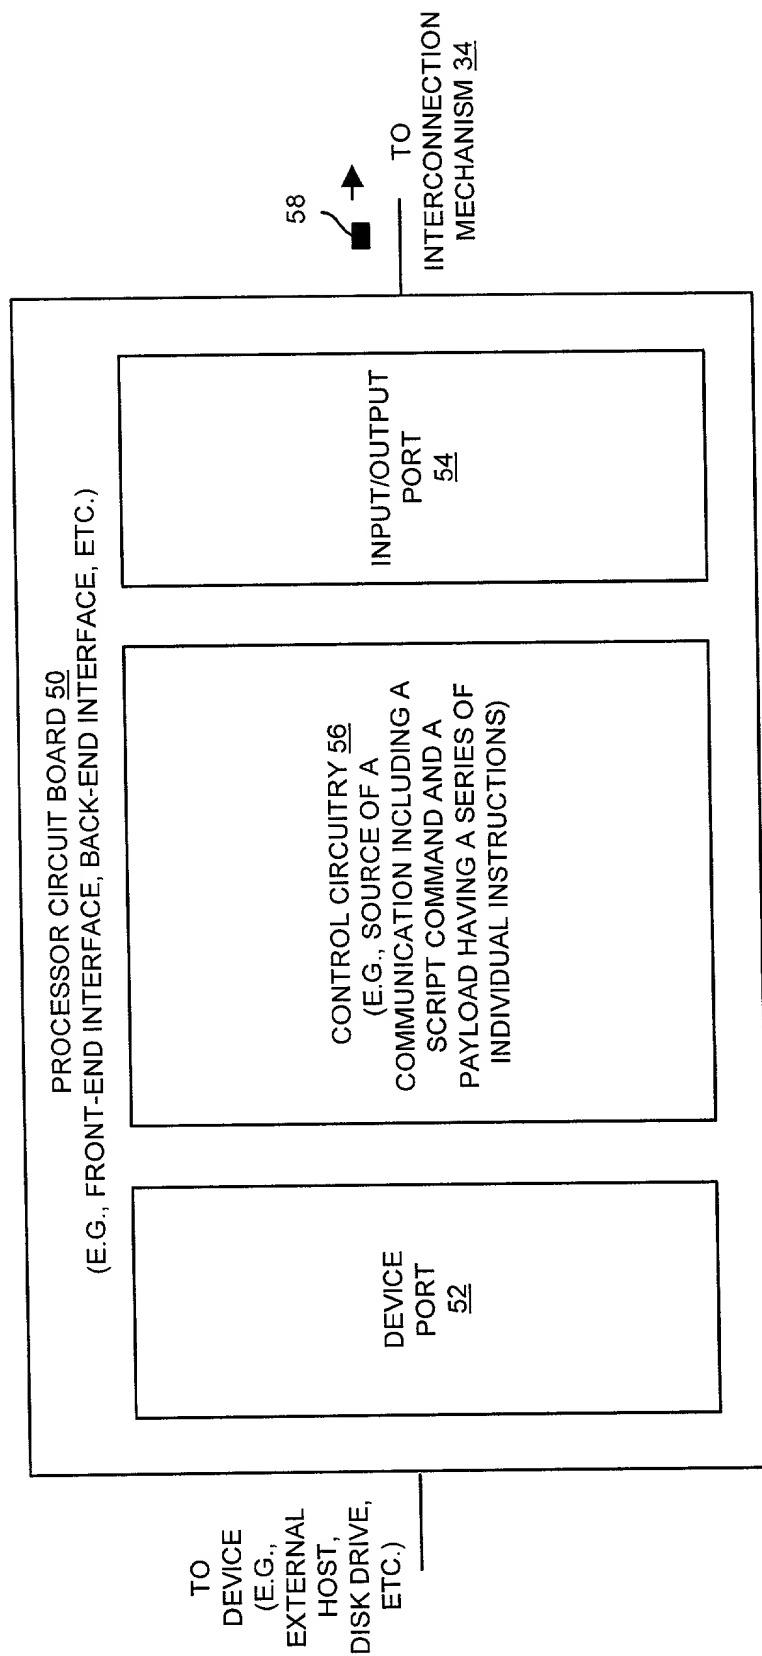 PROCESSOR CIRCUIT BOARD 50
(E.G., FRONT-END INTERFACE, BACK-END INTERFACE, ETC.)
TO
DEVICE
(E.G.,
EXTERNAL
HOST,
DISK DRIVE,
ETC.)
DEVICE
PORT
52
CONTROL CIRCUITRY 56
(E.G., SOURCE OF A
COMMUNICATION INCLUDING A
SCRIPT COMMAND AND A
PAYLOAD HAVING A SERIES OF
INDIVIDUAL INSTRUCTIONS)
INPUT/OUTPUT
PORT
54
58
TO
INTERCONNECTION
MECHANISM 34